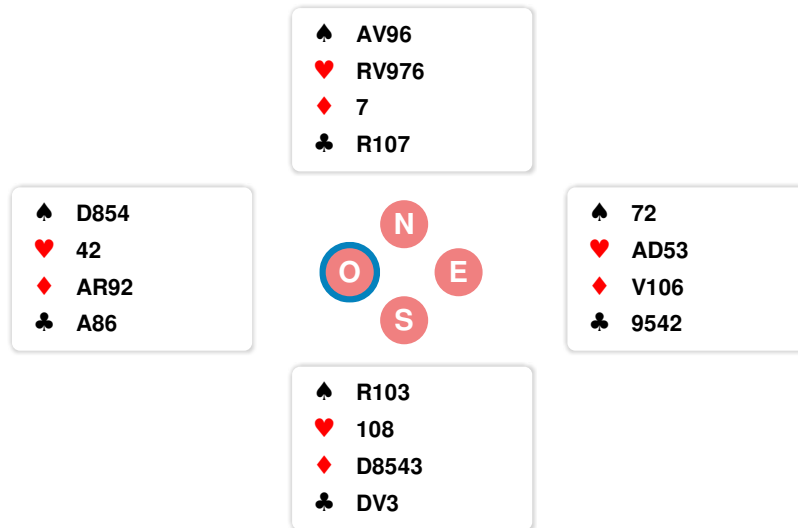 ♠ AV96
♥ RV976
♦ 7
♣ R107
♠ D854
♥ 42
♦ AR92
♣ A86
N
O E
S
♠ 72
♥ AD53
♦ V106
♣ 9542
♠ R103
♥ 108
♦ D8543
♣ DV3